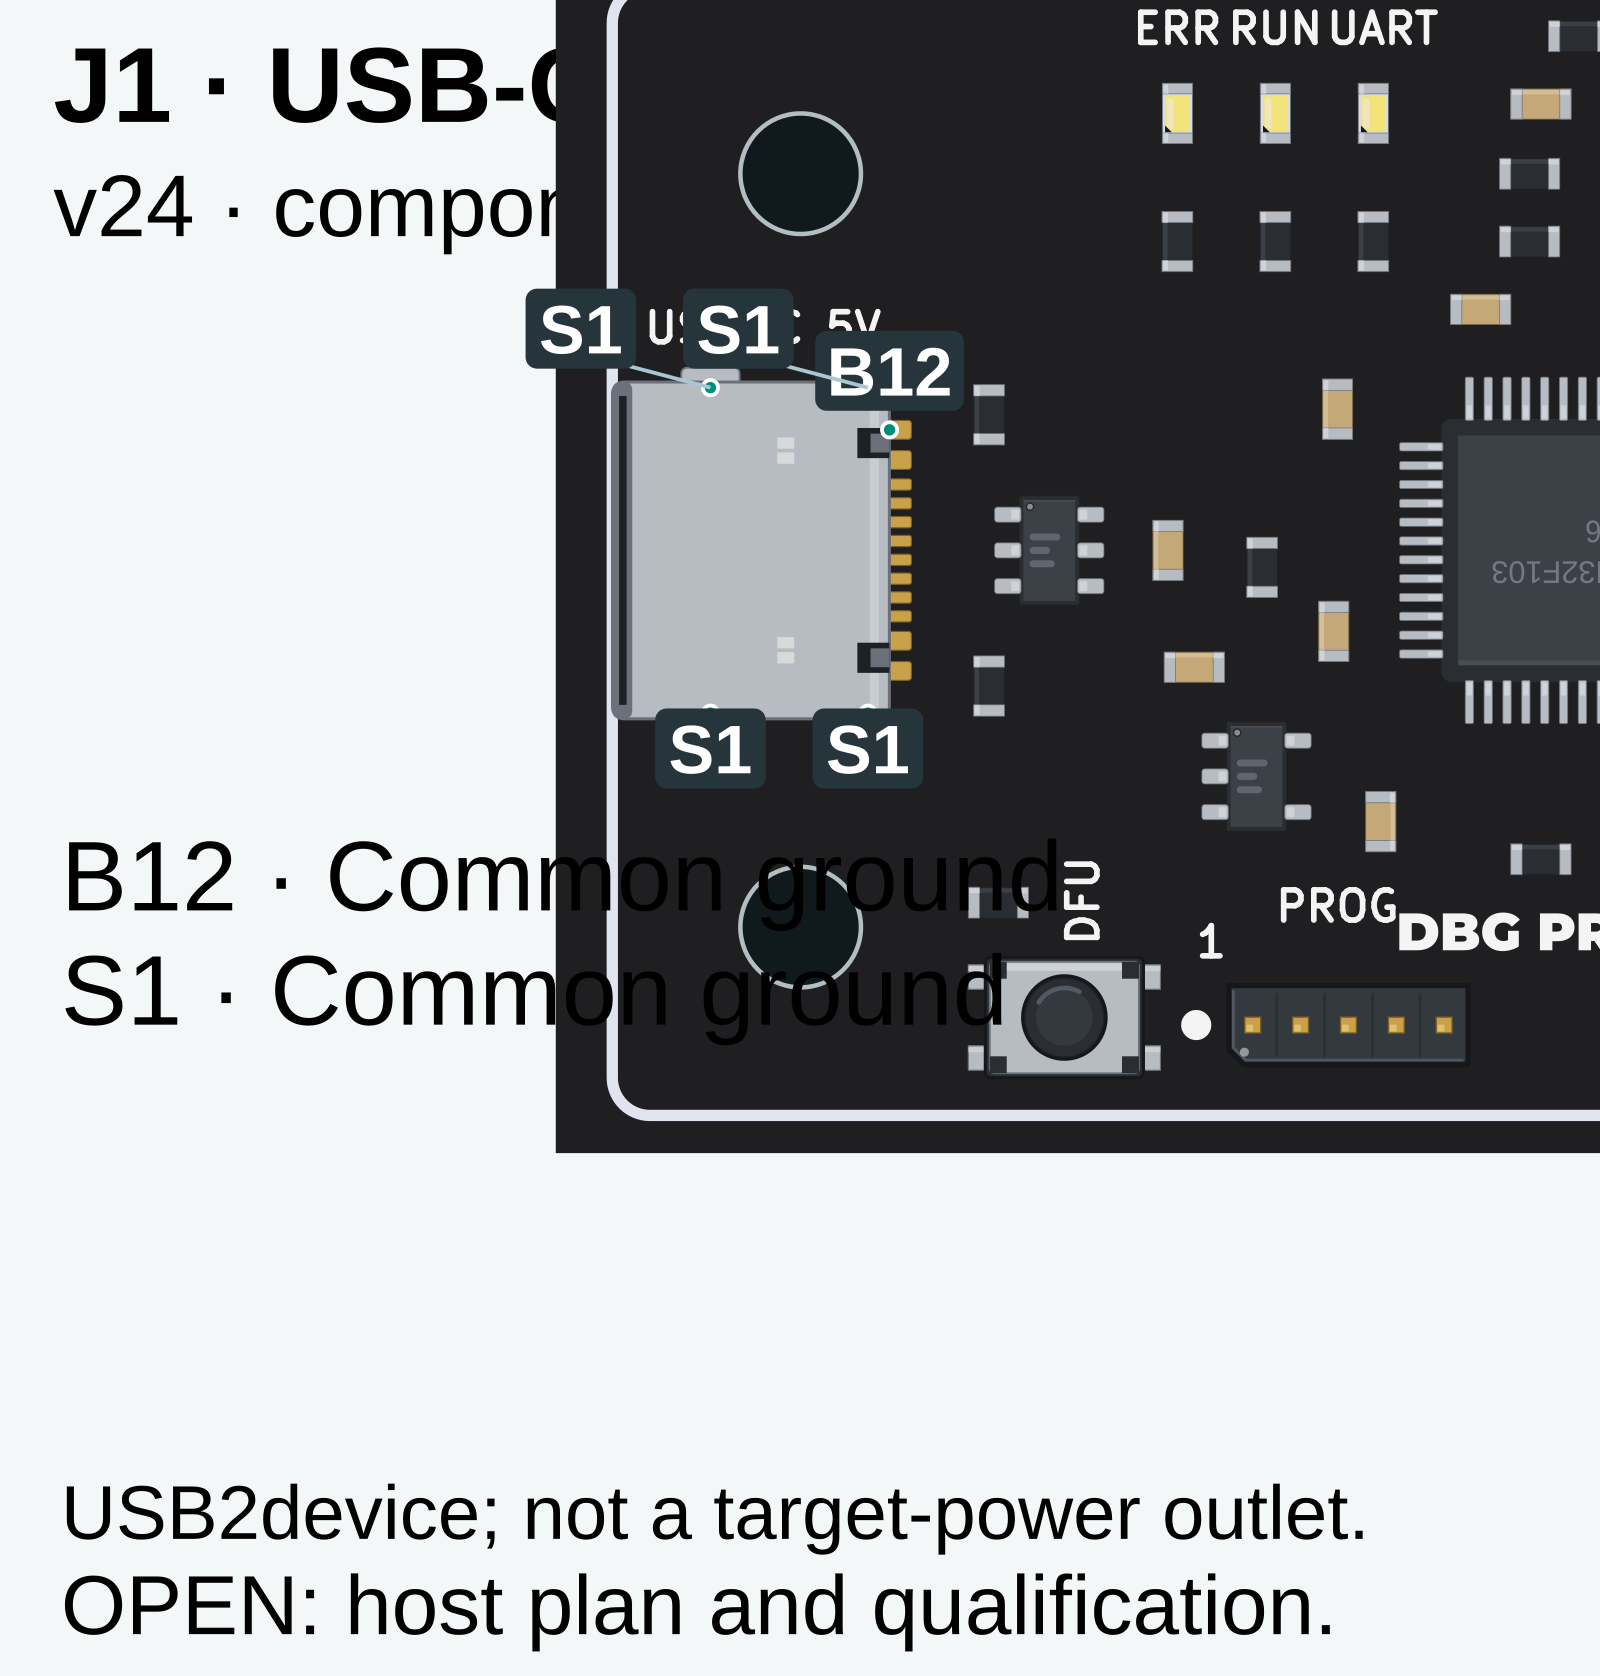 J1 · USB-
v24 · compon
ERR RUN UART
S1
S1
5V
B12
32F103
S1
S1
B12 · Common ground
S1 · Common ground
DFU
PROG
1
DBG PR
USB2device; not a target-power outlet.
OPEN: host plan and qualification.